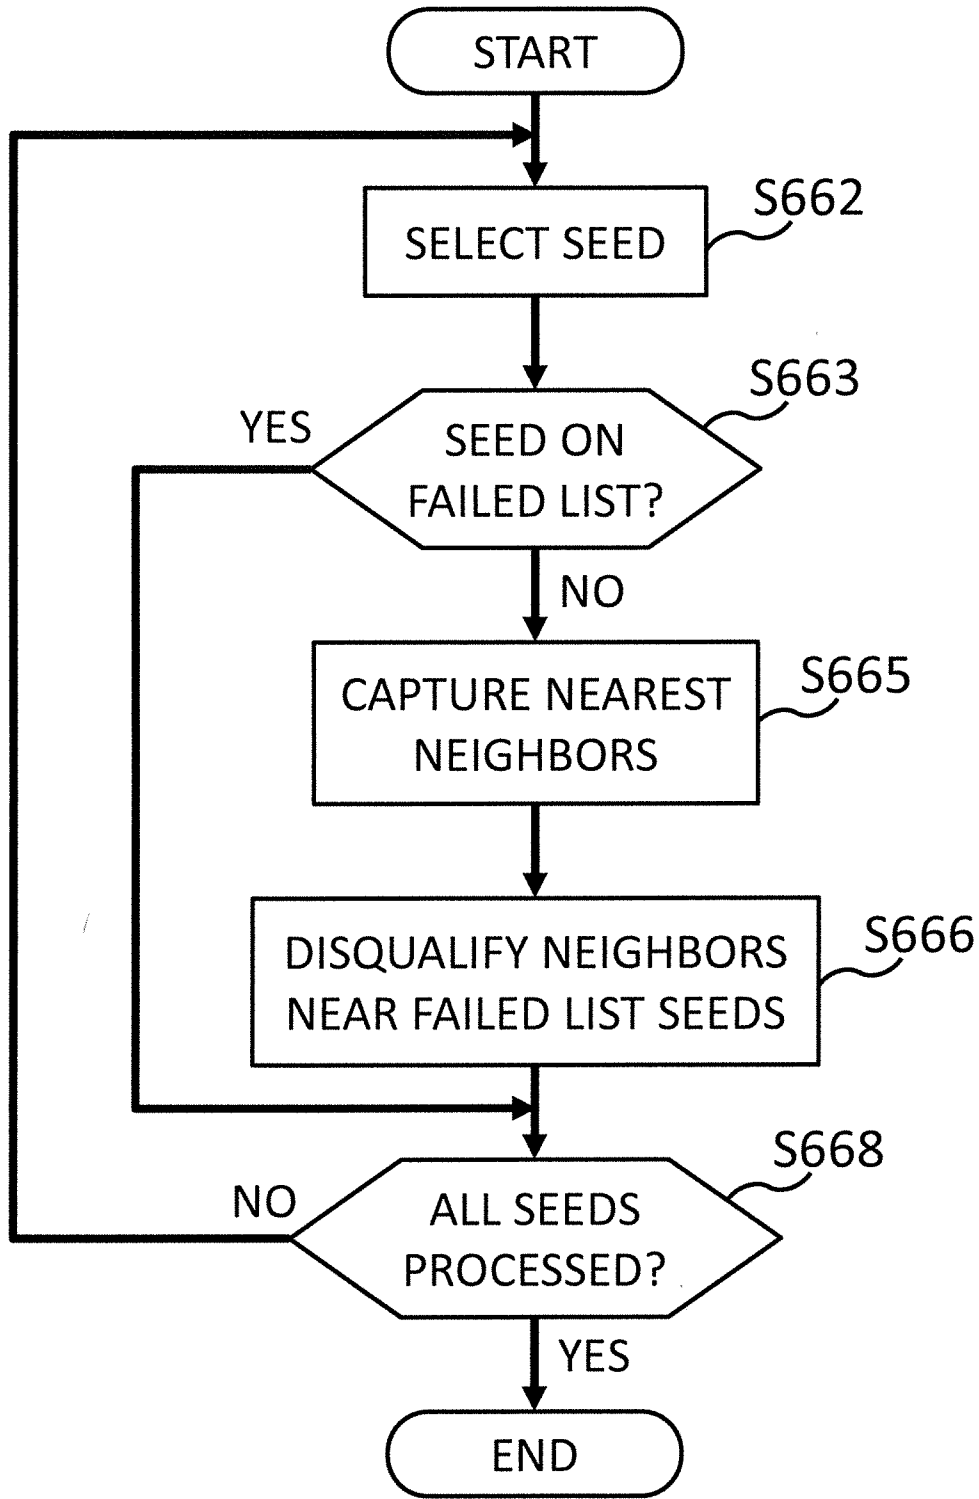 START
S662
SELECT SEED
S663
YES
SEED ON
FAILED LIST?
NO
S665
CAPTURE NEAREST
NEIGHBORS
S666
DISQUALIFY NEIGHBORS
NEAR FAILED LIST SEEDS
S668
NO
ALL SEEDS
PROCESSED?
YES
END